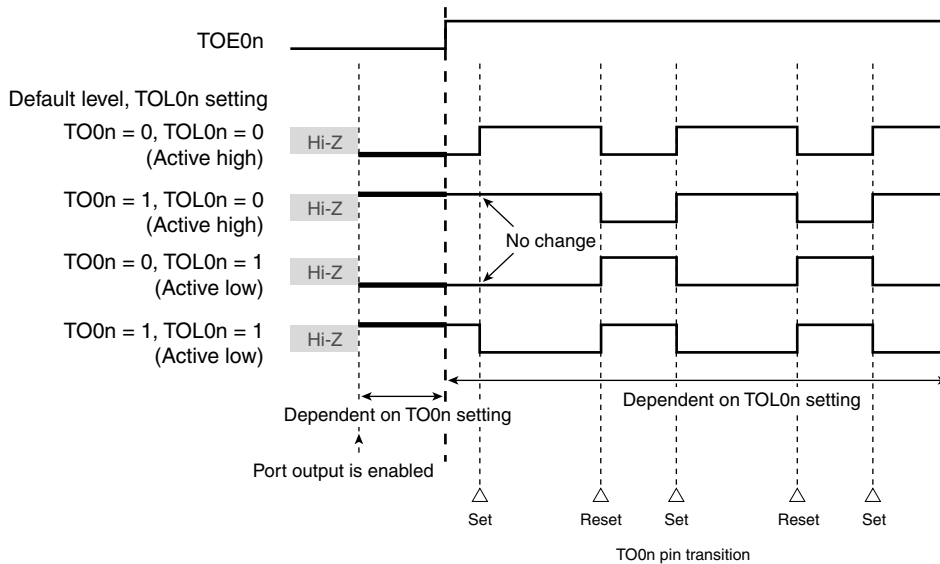 TOE0n
Default level, TOL0n setting
TO0n = 0, TOL0n = 0
(Active high)
Hi-Z
TO0n = 1, TOL0n = 0
(Active high)
Hi-Z
No change
TO0n = 0, TOL0n = 1
(Active low)
Hi-Z
TO0n = 1, TOL0n = 1
(Active low)
Hi-Z
Dependent on TO0n setting
Dependent on TOL0n setting
Port output is enabled
Set
Reset
Set
Reset
Set
TO0n pin transition